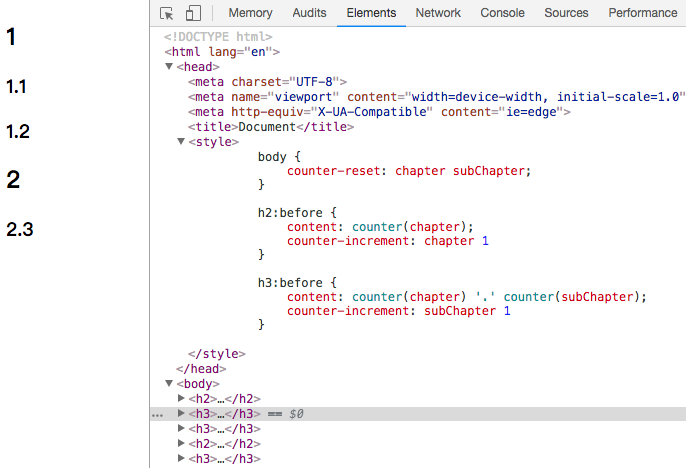 1
1.1
1.2
2
2.3
Memory Audits Elements Network Console Sources Performance
<!DOCTYPE html>
<html lang="en">
<head>
<meta charset="UTF-8">
<meta name="viewport" content="width=device-width, initial-scale=1.0"
<meta http-equiv="X-UA-Compatible" content="ie=edge">
<title>Document</title>
<style>
body {
counter-reset: chapter subChapter;
}
h2:before {
content: counter(chapter);
counter-increment: chapter 1
}
h3:before {
content: counter(chapter) '.' counter(subChapter);
counter-increment: subChapter 1
}
</style>
</head>
<body>
<h2>…</h2>
… <h3>…</h3> == $0
<h3>…</h3>
<h2>…</h2>
<h3>…</h3>